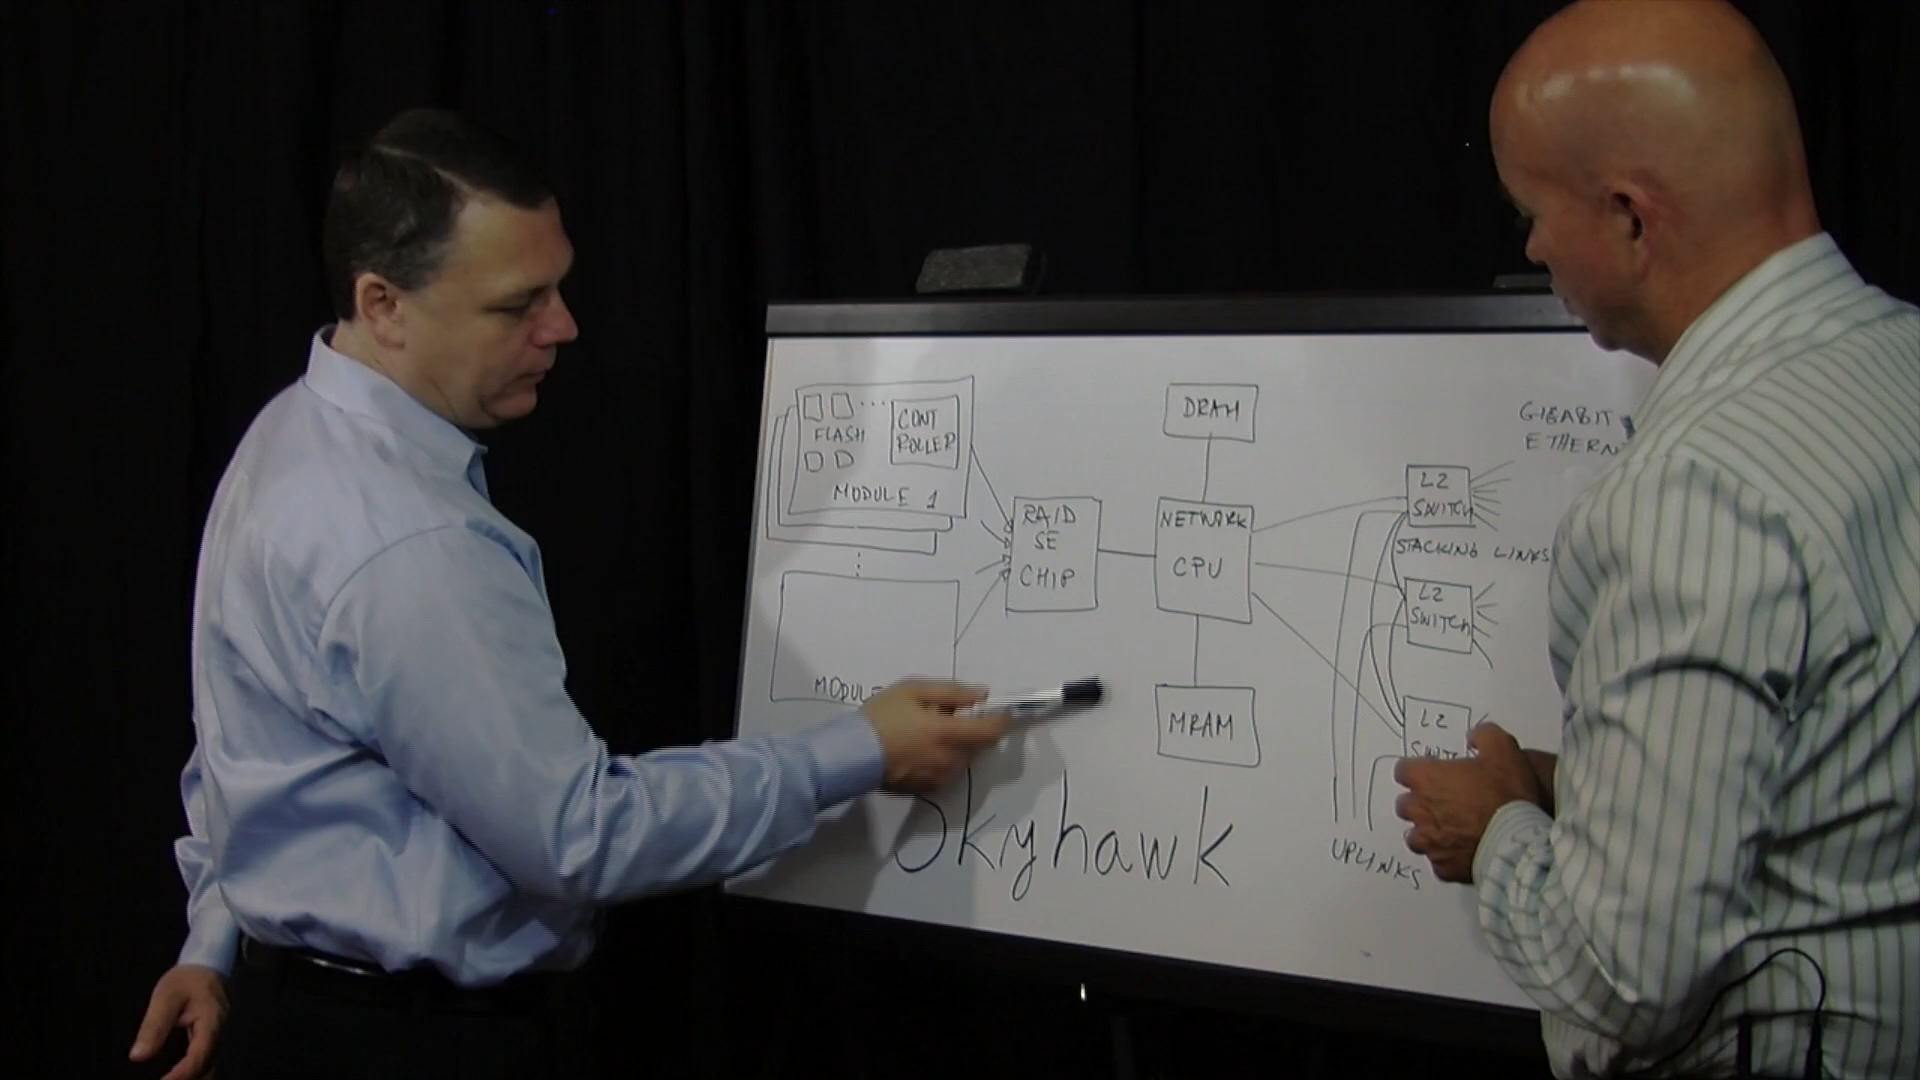 FLASH
CONT
ROLLER
MODULE 1
MODULE
RAID
SE
CHIP
DRAM
NETWORK
CPU
MRAM
GIGABIT
L2
SWITCH
STACKING LINKS
L2
SWITCH
L2
UPLINKS
Skyhawk